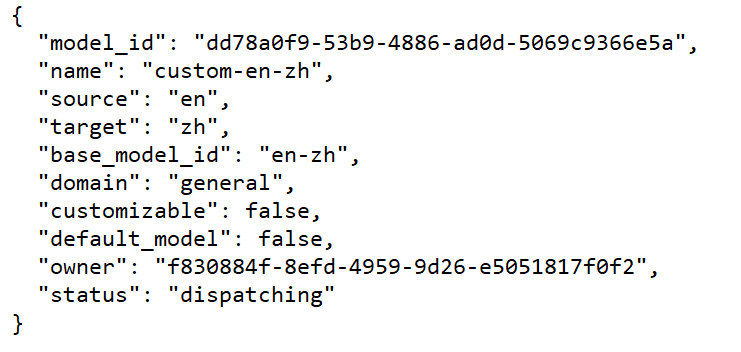 {
  "model_id": "dd78a0f9-53b9-4886-ad0d-5069c9366e5a",
  "name": "custom-en-zh",
  "source": "en",
  "target": "zh",
  "base_model_id": "en-zh",
  "domain": "general",
  "customizable": false,
  "default_model": false,
  "owner": "f830884f-8efd-4959-9d26-e5051817f0f2",
  "status": "dispatching"
}